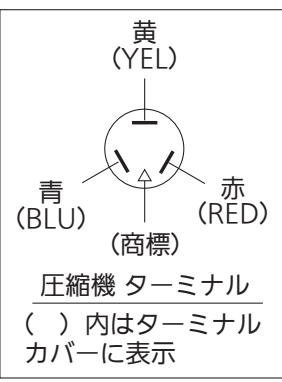 黄
(YEL)
青
(BLU)
赤
(RED)
(商標)
圧縮機 ターミナル
(　)内はターミナル
カバーに表示